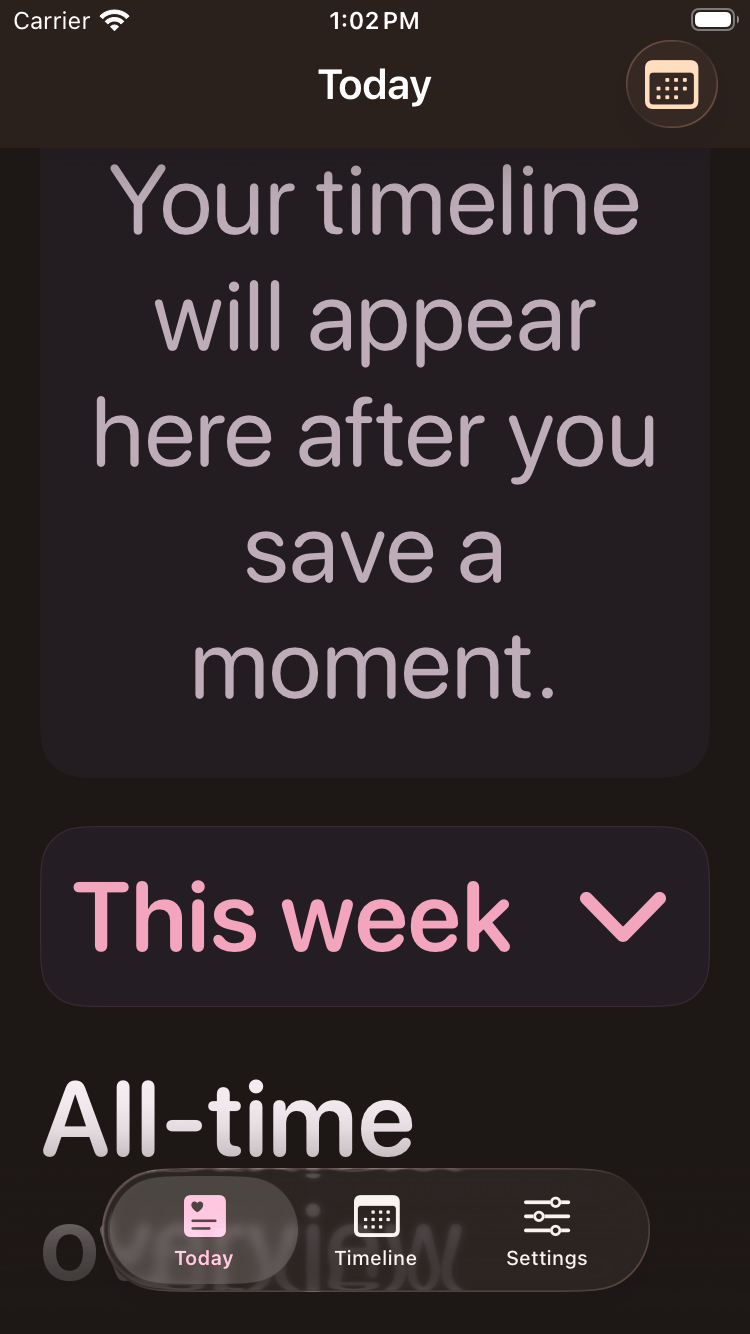 Carrier 1:02 PM
Today
Your timeline
will appear
here after you
save a
moment.
This week
All-time
overview
Today Timeline Settings